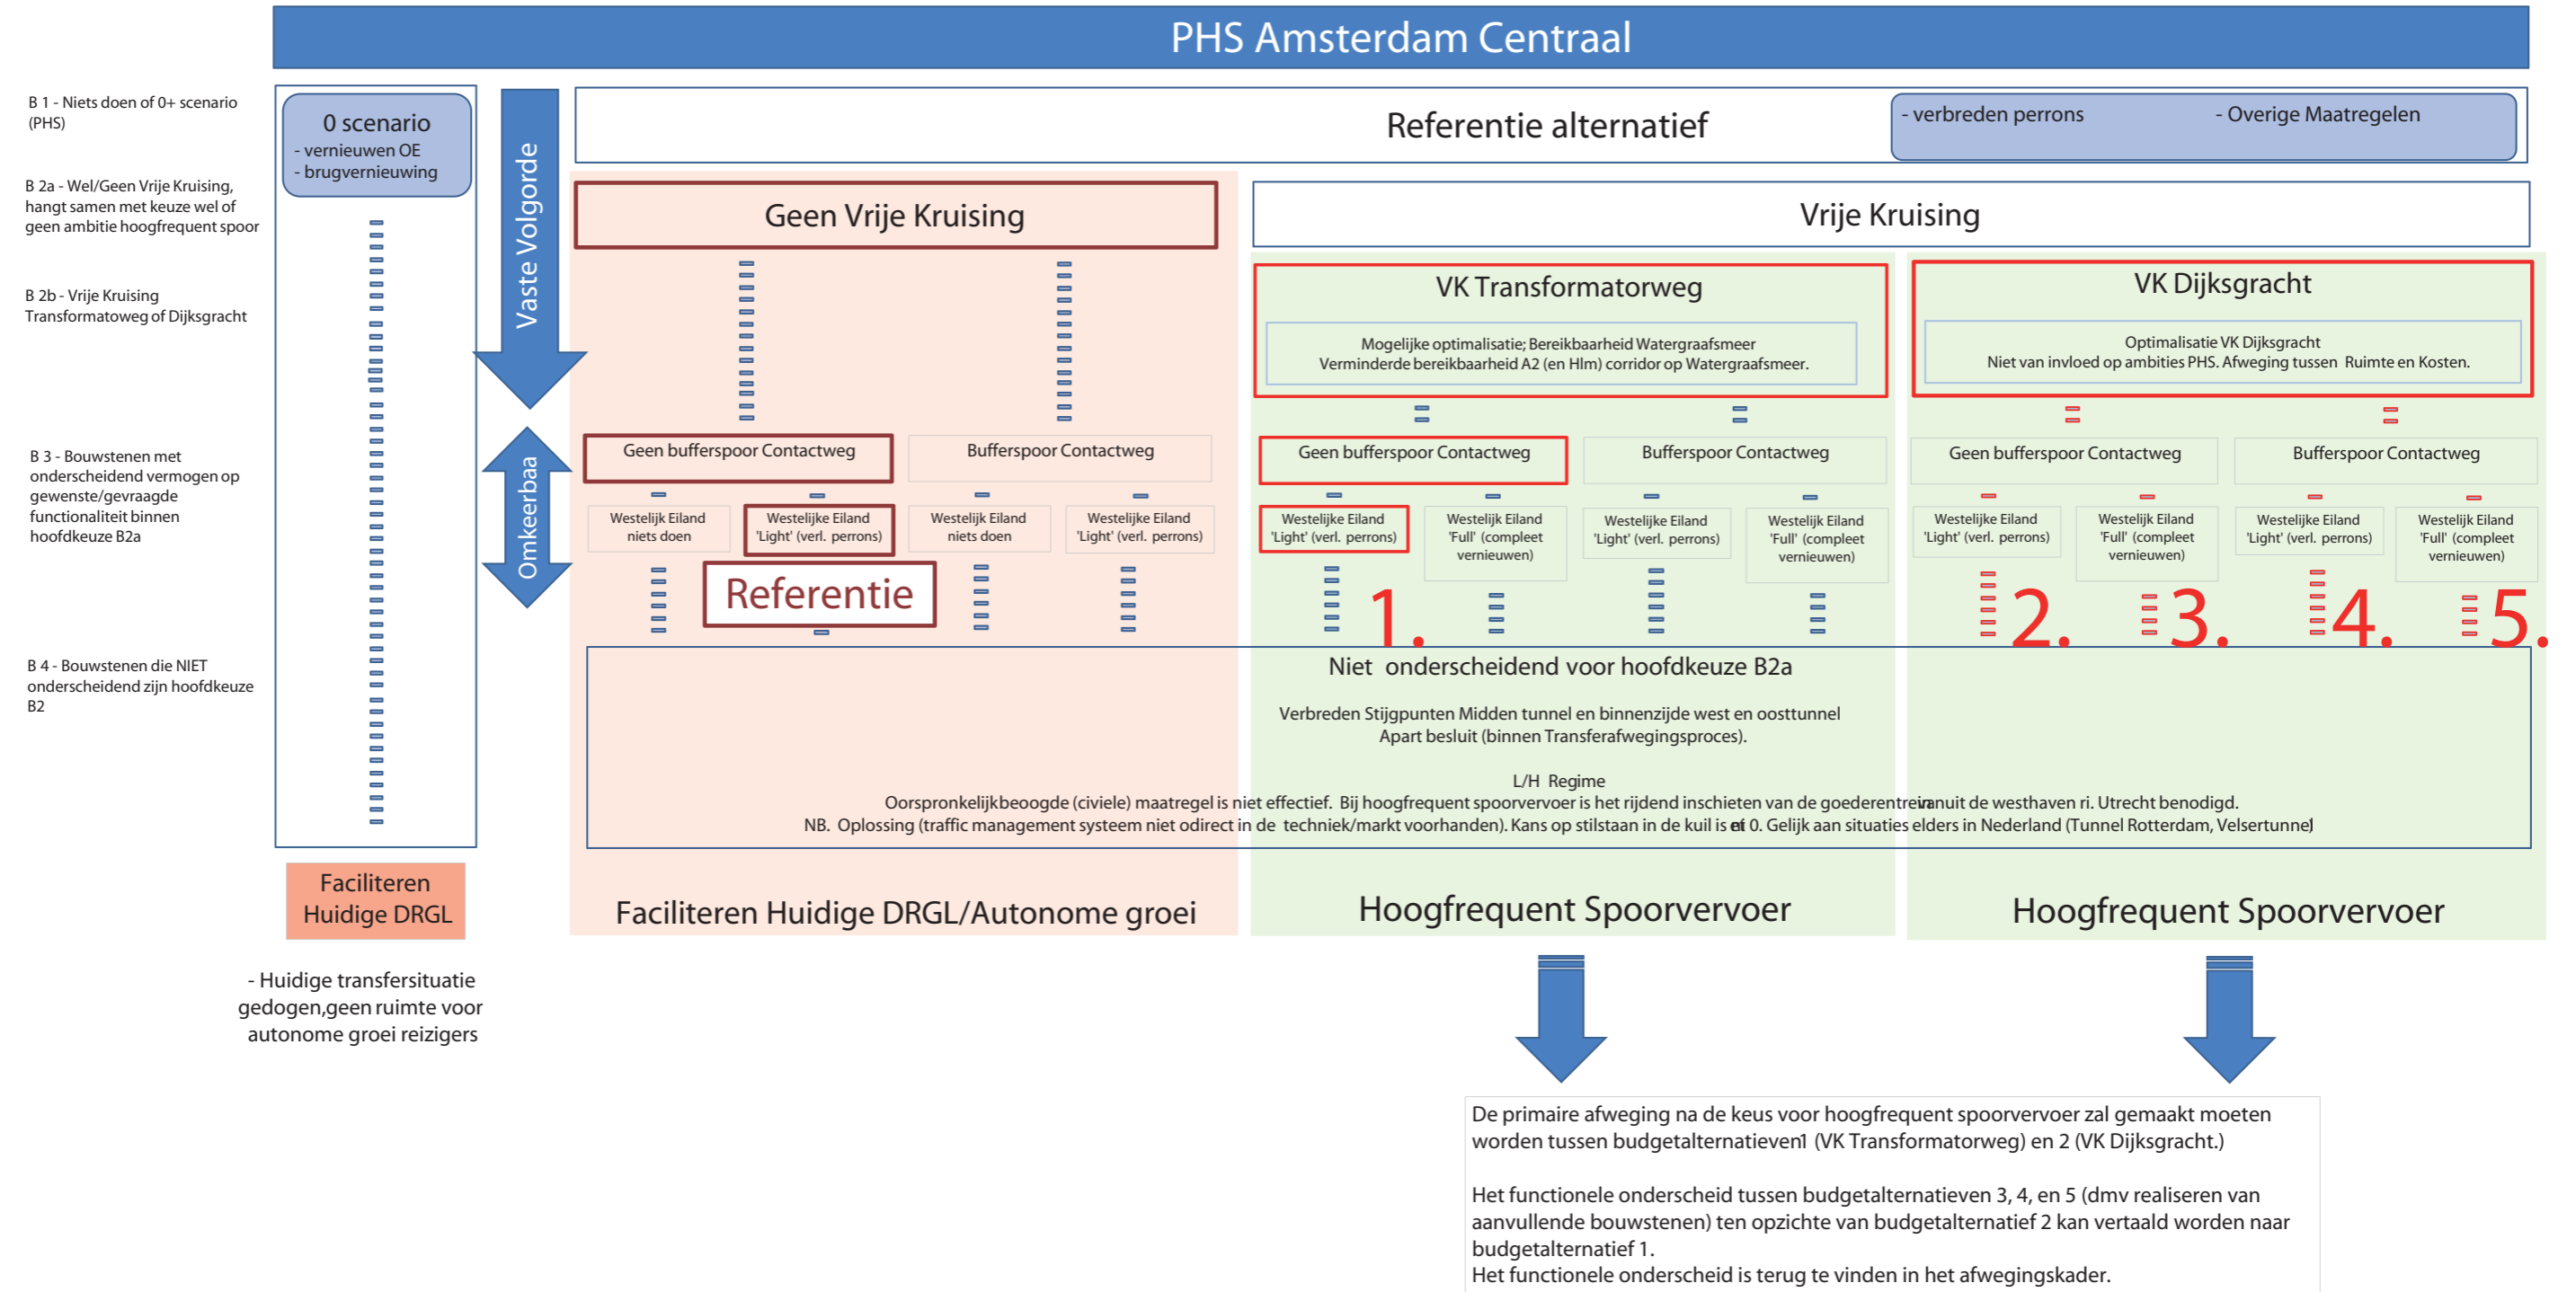 PHS Amsterdam Centraal
B 1 - Niets doen of 0+ scenario
(PHS)
0 scenario
- vernieuwen OE
- brugvernieuwing
Vaste Volgorde
Referentie alternatief
- verbreden perrons
- Overige Maatregelen
B 2a - Wel/Geen Vrije Kruising,
hangt samen met keuze wel of
geen ambitie hoogfrequent spoor
Geen Vrije Kruising
Vrije Kruising
B 2b - Vrije Kruising
Transformatoweg of Dijksgracht
VK Transformatorweg
Mogelijke optimalisatie; Bereikbaarheid Watergraafsmeer
Verminderde bereikbaarheid A2 (en Hlm) corridor op Watergraafsmeer.
VK Dijksgracht
Optimalisatie VK Dijksgracht
Niet van invloed op ambities PHS. Afweging tussen Ruimte en Kosten.
B 3 - Bouwstenen met
onderscheidend vermogen op
gewenste/gevraagde
functionaliteit binnen
hoofdkeuze B2a
Omkeerbaa
Geen bufferspoor Contactweg
Bufferspoor Contactweg
Geen bufferspoor Contactweg
Bufferspoor Contactweg
Geen bufferspoor Contactweg
Bufferspoor Contactweg
Westelijk Eiland
niets doen
Westelijke Eiland
'Light' (verl. perrons)
Westelijk Eiland
niets doen
Westelijke Eiland
'Light' (verl. perrons)
Westelijke Eiland
'Light' (verl. perrons)
Westelijk Eiland
'Full' (compleet
vernieuwen)
Westelijke Eiland
'Light' (verl. perrons)
Westelijk Eiland
'Full' (compleet
vernieuwen)
Westelijke Eiland
'Light' (verl. perrons)
Westelijk Eiland
'Full' (compleet
vernieuwen)
Westelijke Eiland
'Light' (verl. perrons)
Westelijk Eiland
'Full' (compleet
vernieuwen)
Referentie
1.
2.
3.
4.
5.
B 4 - Bouwstenen die NIET
onderscheidend zijn hoofdkeuze
B2
Niet onderscheidend voor hoofdkeuze B2a
Verbreden Stijgpunten Midden tunnel en binnenzijde west en oosttunnel
Apart besluit (binnen Transferafwegingsproces).
L/H Regime
Oorspronkelijk beoogde (civiele) maatregel is niet effectief. Bij hoogfrequent spoorvervoer is het rijdend inschieten van de goederentrein vanuit de westhaven ri. Utrecht benodigd.
NB. Oplossing (traffic management systeem niet odirect in de techniek/markt voorhanden). Kans op stilstaan in de kuil is 0. Gelijk aan situaties elders in Nederland (Tunnel Rotterdam, Velsertunnel)
Faciliteren
Huidige DRGL
Faciliteren Huidige DRGL/Autonome groei
Hoogfrequent Spoorvervoer
Hoogfrequent Spoorvervoer
- Huidige transfersituatie
gedogen,geen ruimte voor
autonome groei reizigers
De primaire afweging na de keus voor hoogfrequent spoorvervoer zal gemaakt moeten
worden tussen budgetalternatieven1 (VK Transformatorweg) en 2 (VK Dijksgracht.)
Het functionele onderscheid tussen budgetalternatieven 3, 4, en 5 (dmv realiseren van
aanvullende bouwstenen) ten opzichte van budgetalternatief 2 kan vertaald worden naar
budgetalternatief 1.
Het functionele onderscheid is terug te vinden in het afwegingskader.